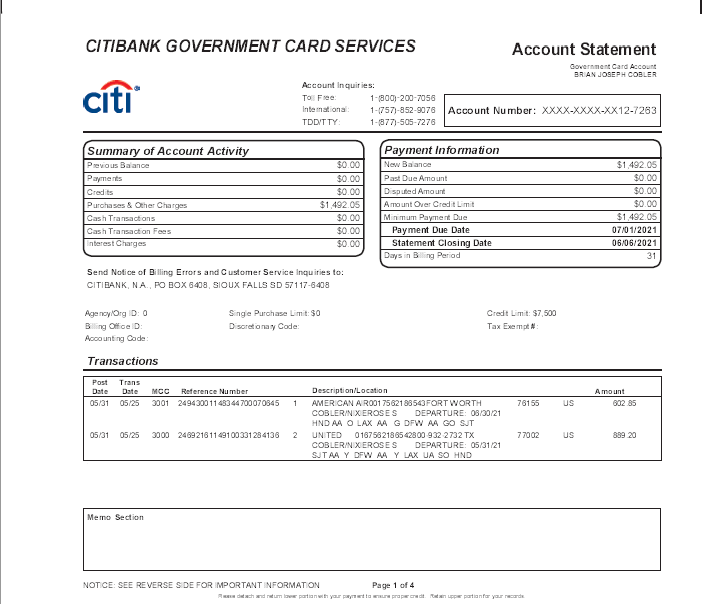 CITIBANK GOVERNMENT CARD SERVICES
Account Statement
Government Card Account
BRIAN JOSEPH COBLER
citi
Account Inquiries:
Toll Free: 1-(800)-200-7056
International: 1-(757)-852-9076
TDD/TTY: 1-(877)-505-7276
Account Number: XXXX-XXXX-XX12-7263
Summary of Account Activity
Previous Balance $0.00
Payments $0.00
Credits $0.00
Purchases & Other Charges $1,492.05
Cash Transactions $0.00
Cash Transaction Fees $0.00
Interest Charges $0.00
Payment Information
New Balance $1,492.05
Past Due Amount $0.00
Disputed Amount $0.00
Amount Over Credit Limit $0.00
Minimum Payment Due $1,492.05
Payment Due Date 07/01/2021
Statement Closing Date 06/06/2021
Days in Billing Period 31
Send Notice of Billing Errors and Customer Service Inquiries to:
CITIBANK, N.A., PO BOX 6408, SIOUX FALLS SD 57117-6408
Agency/Org ID: 0 Single Purchase Limit: $0 Credit Limit: $7,500
Billing Office ID: Discretionary Code: Tax Exempt #:
Accounting Code:
Transactions
Post Date Trans Date MCC Reference Number Description/Location Amount
05/31 05/25 3001 24943001148344700070645 1 AMERICAN AIR0017562186543FORT WORTH 76155 US 602.85
COBLER/NIXIEROSE S DEPARTURE: 06/30/21
HND AA O LAX AA G DFW AA GO SJT
05/31 05/25 3000 24692161149100331284136 2 UNITED 0167562186542800-932-2732 TX 77002 US 889.20
COBLER/NIXIEROSE S DEPARTURE: 05/31/21
SJT AA Y DFW AA Y LAX UA SO HND
Memo Section
NOTICE: SEE REVERSE SIDE FOR IMPORTANT INFORMATION Page 1 of 4
Please detach and return lower portion with your payment to ensure proper credit. Retain upper portion for your records.